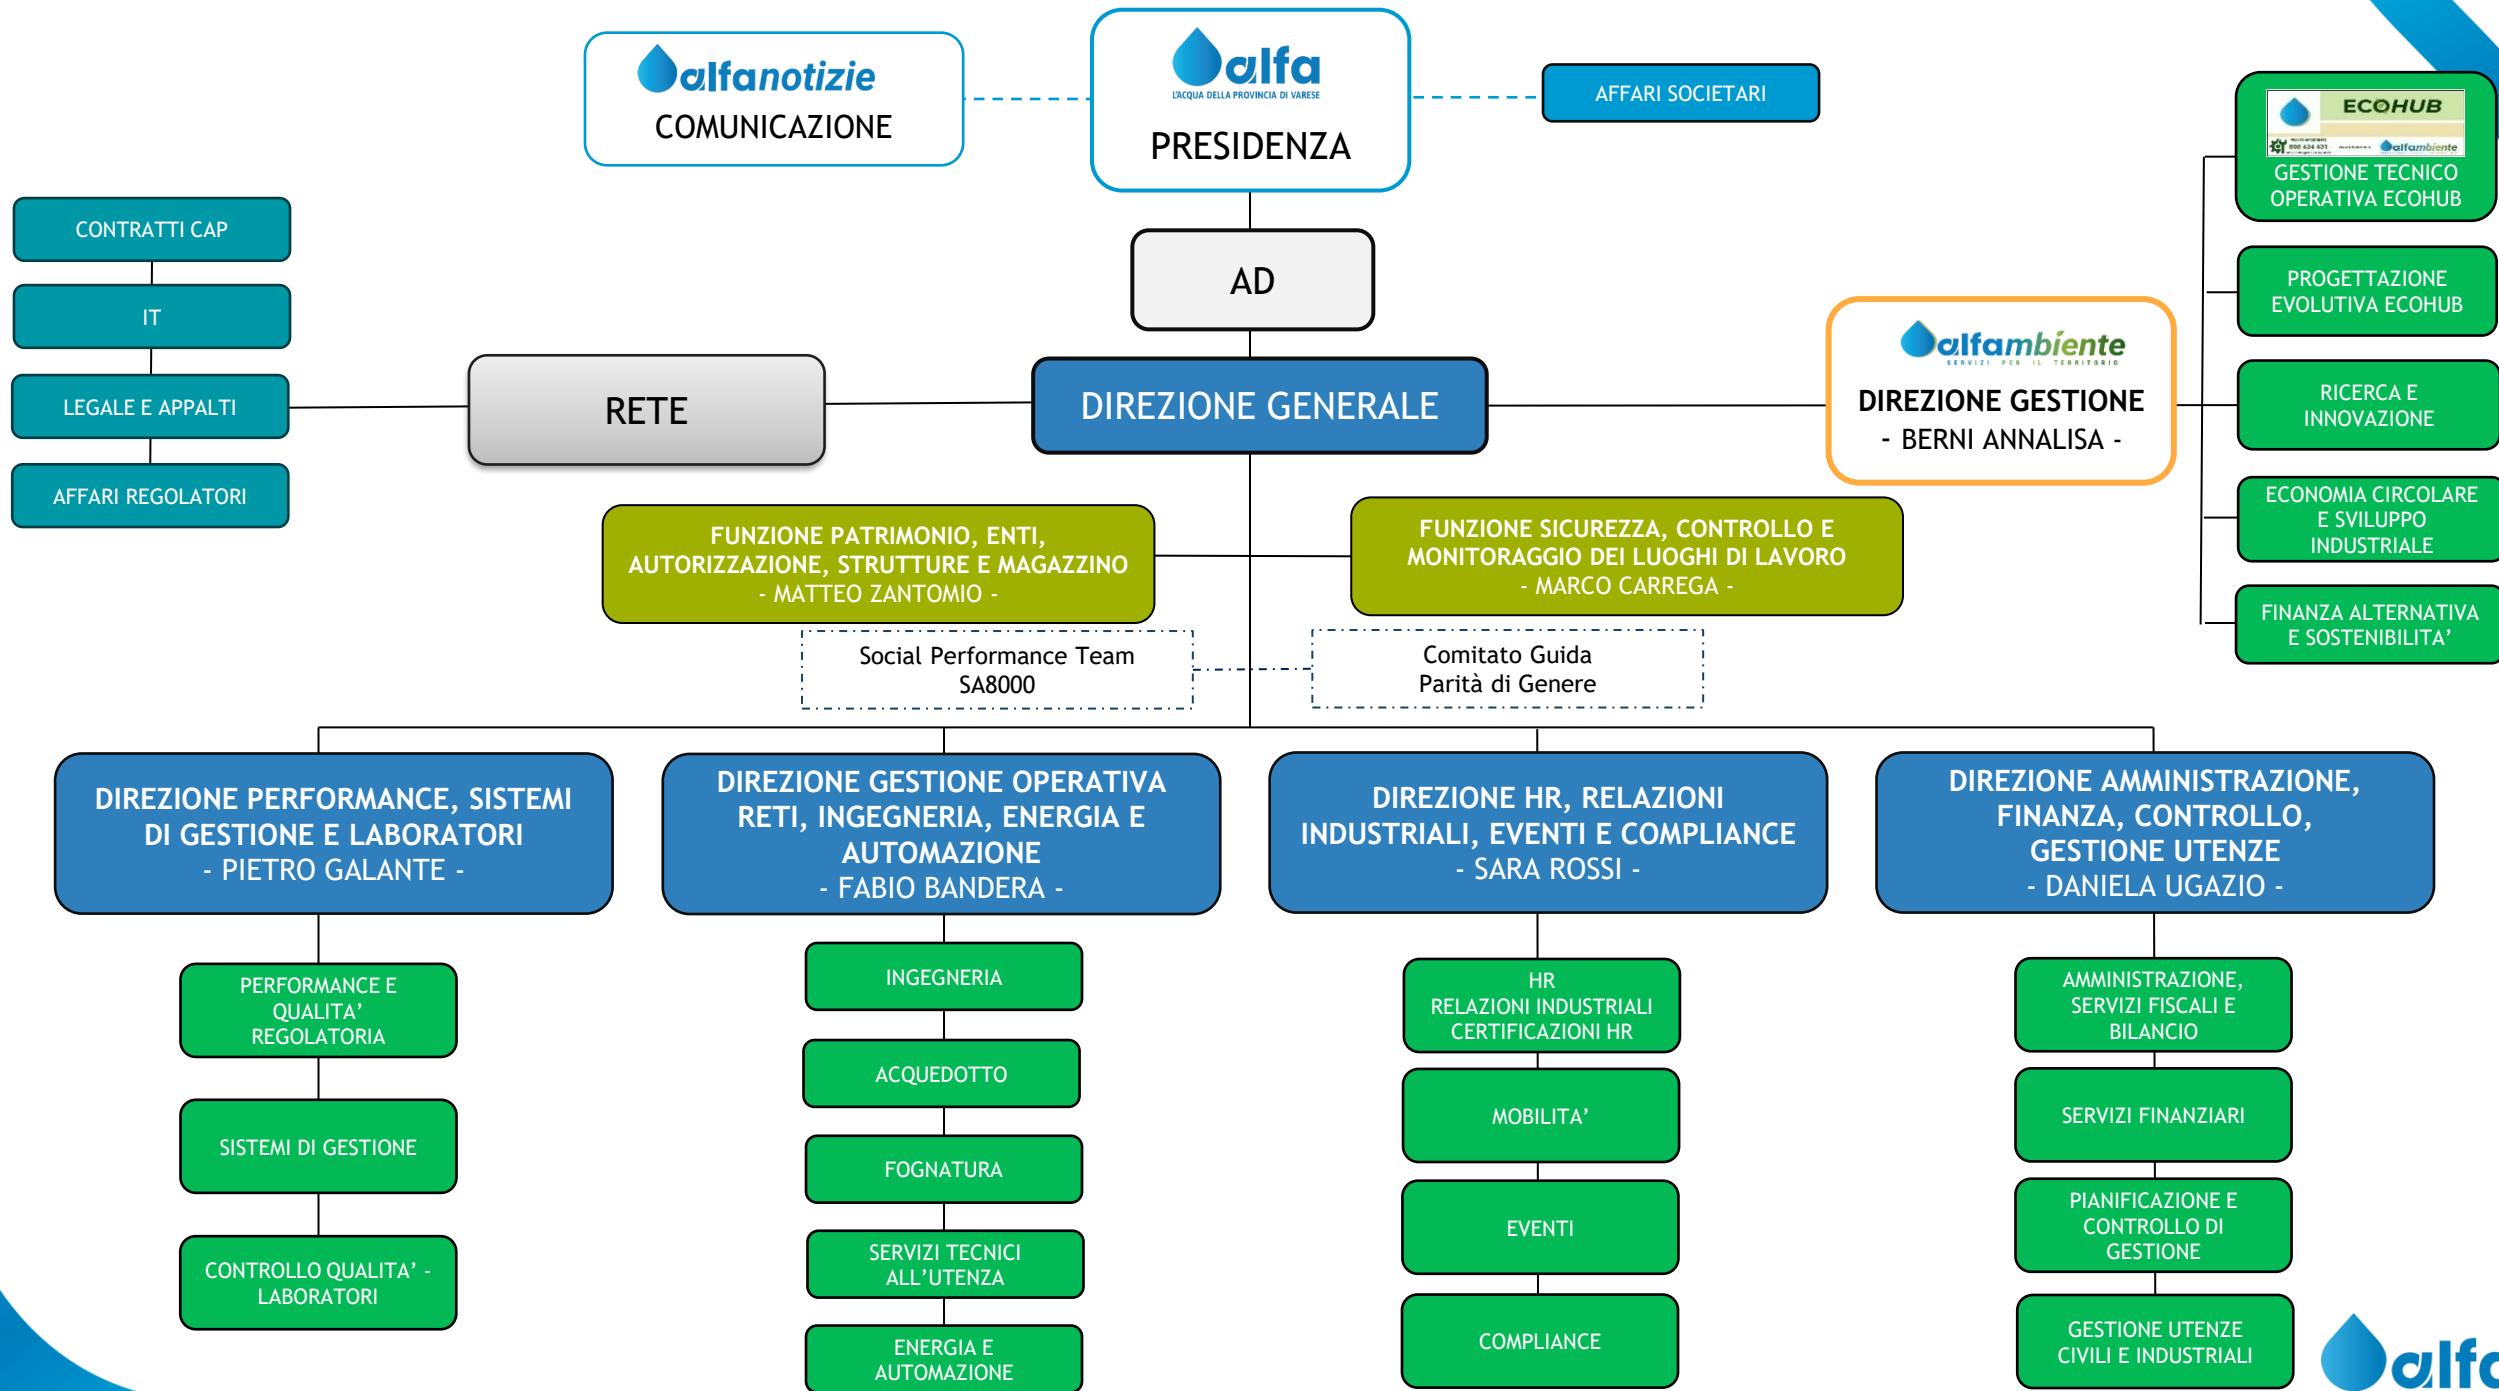 alfanotizie
COMUNICAZIONE
alfa
L'ACQUA DELLA PROVINCIA DI VARESE
PRESIDENZA
AFFARI SOCIETARI
ECOHUB
800 434 431
alfambiente
GESTIONE TECNICO
OPERATIVA ECOHUB
CONTRATTI CAP
IT
LEGALE E APPALTI
AFFARI REGOLATORI
RETE
AD
DIREZIONE GENERALE
alfambiente
SERVIZI PER IL TERRITORIO
DIREZIONE GESTIONE
- BERNI ANNALISA -
PROGETTAZIONE
EVOLUTIVA ECOHUB
RICERCA E
INNOVAZIONE
ECONOMIA CIRCOLARE
E SVILUPPO
INDUSTRIALE
FINANZA ALTERNATIVA
E SOSTENIBILITA’
FUNZIONE PATRIMONIO, ENTI,
AUTORIZZAZIONE, STRUTTURE E MAGAZZINO
- MATTEO ZANTOMIO -
FUNZIONE SICUREZZA, CONTROLLO E
MONITORAGGIO DEI LUOGHI DI LAVORO
- MARCO CARREGA -
Social Performance Team
SA8000
Comitato Guida
Parità di Genere
DIREZIONE PERFORMANCE, SISTEMI
DI GESTIONE E LABORATORI
- PIETRO GALANTE -
PERFORMANCE E
QUALITA’
REGOLATORIA
SISTEMI DI GESTIONE
CONTROLLO QUALITA’ -
LABORATORI
DIREZIONE GESTIONE OPERATIVA
RETI, INGEGNERIA, ENERGIA E
AUTOMAZIONE
- FABIO BANDERA -
INGEGNERIA
ACQUEDOTTO
FOGNATURA
SERVIZI TECNICI
ALL’UTENZA
ENERGIA E
AUTOMAZIONE
DIREZIONE HR, RELAZIONI
INDUSTRIALI, EVENTI E COMPLIANCE
- SARA ROSSI -
HR
RELAZIONI INDUSTRIALI
CERTIFICAZIONI HR
MOBILITA’
EVENTI
COMPLIANCE
DIREZIONE AMMINISTRAZIONE,
FINANZA, CONTROLLO,
GESTIONE UTENZE
- DANIELA UGAZIO -
AMMINISTRAZIONE,
SERVIZI FISCALI E
BILANCIO
SERVIZI FINANZIARI
PIANIFICAZIONE E
CONTROLLO DI
GESTIONE
GESTIONE UTENZE
CIVILI E INDUSTRIALI
alfa